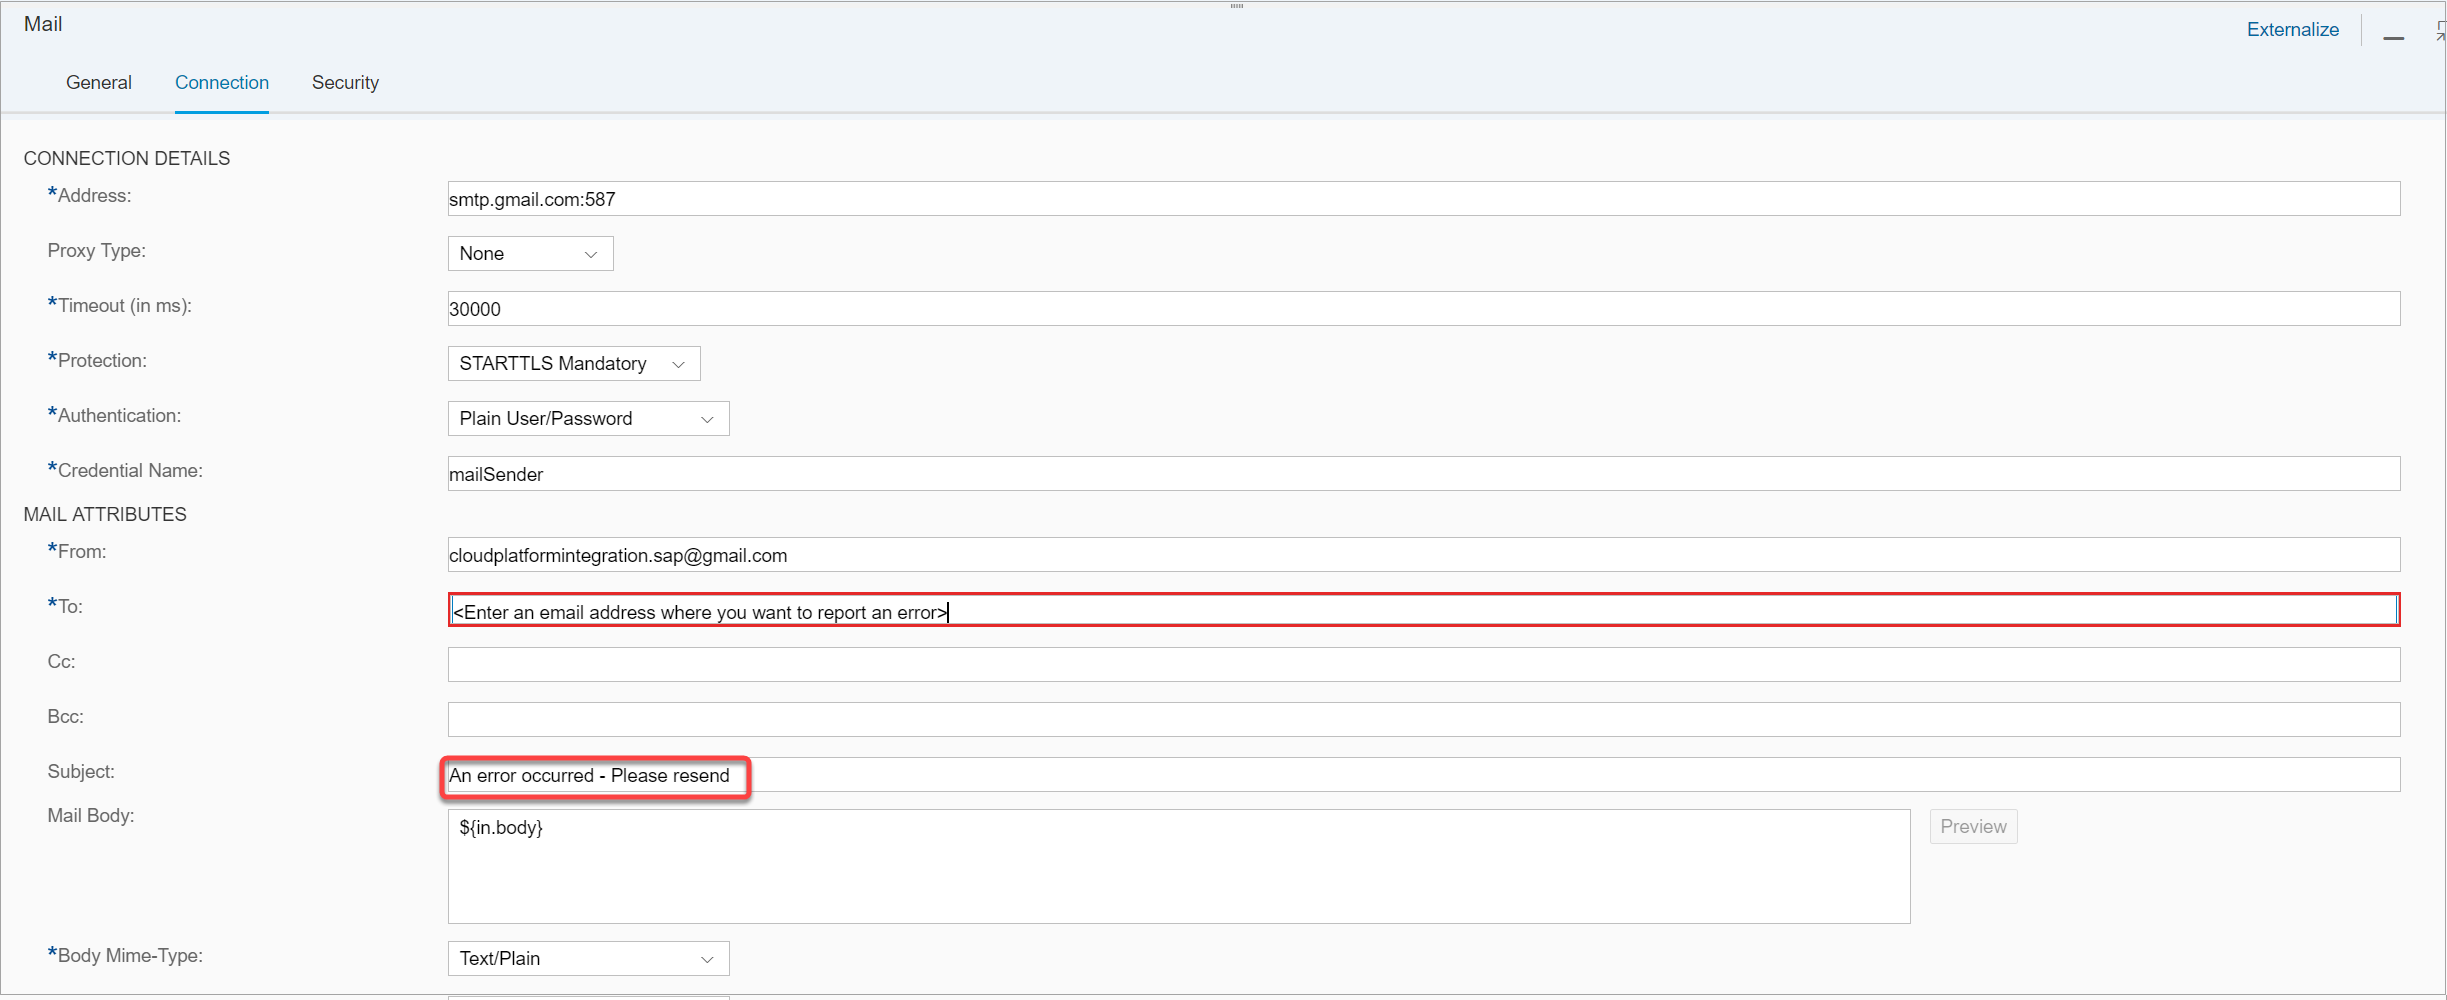 Mail
Externalize
General Connection Security
CONNECTION DETAILS
*Address: smtp.gmail.com:587
Proxy Type: None
*Timeout (in ms): 30000
*Protection: STARTTLS Mandatory
*Authentication: Plain User/Password
*Credential Name: mailSender
MAIL ATTRIBUTES
*From: cloudplatformintegration.sap@gmail.com
*To: <Enter an email address where you want to report an error>
Cc:
Bcc:
Subject: An error occurred - Please resend
Mail Body: ${in.body}
Preview
*Body Mime-Type: Text/Plain